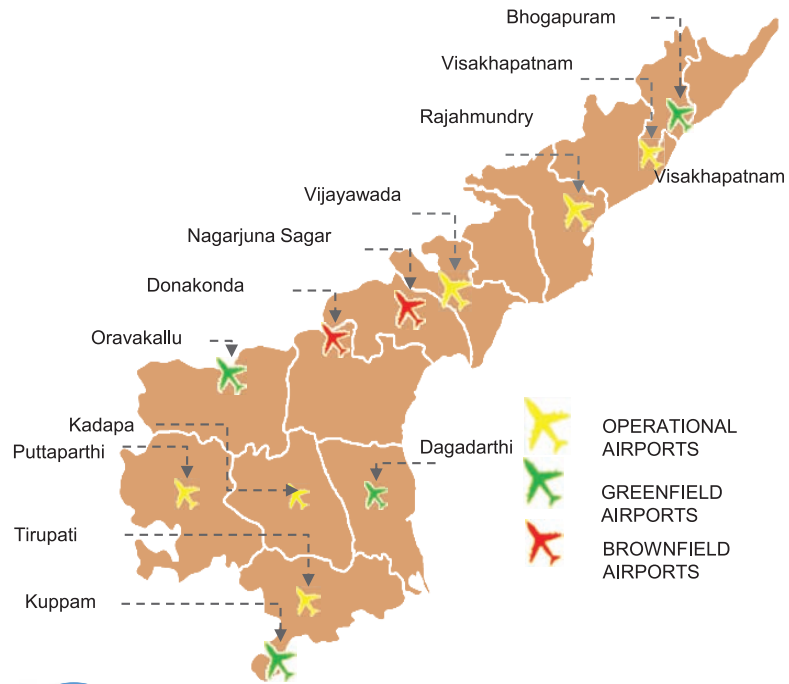 Bhogapuram
Visakhapatnam
Rajahmundry
Visakhapatnam
Vijayawada
Nagarjuna Sagar
Donakonda
Oravakallu
Kadapa
Puttaparthi
Dagadarthi
Tirupati
Kuppam
OPERATIONAL
AIRPORTS
GREENFIELD
AIRPORTS
BROWNFIELD
AIRPORTS